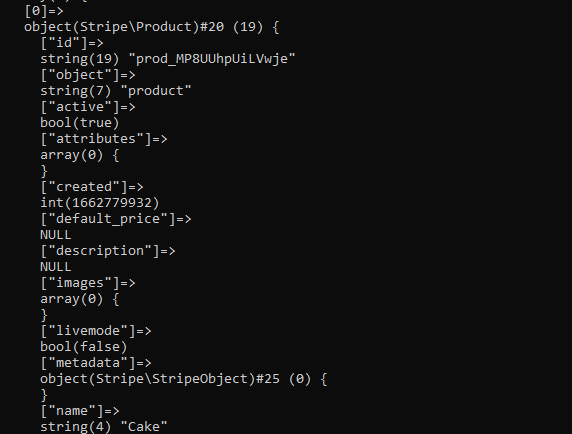 [0]=>
object(Stripe\Product)#20 (19) {
["id"]=>
string(19) "prod_MP8UUhpUiLVwje"
["object"]=>
string(7) "product"
["active"]=>
bool(true)
["attributes"]=>
array(0) {
}
["created"]=>
int(1662779932)
["default_price"]=>
NULL
["description"]=>
NULL
["images"]=>
array(0) {
}
["livemode"]=>
bool(false)
["metadata"]=>
object(Stripe\StripeObject)#25 (0) {
}
["name"]=>
string(4) "Cake"